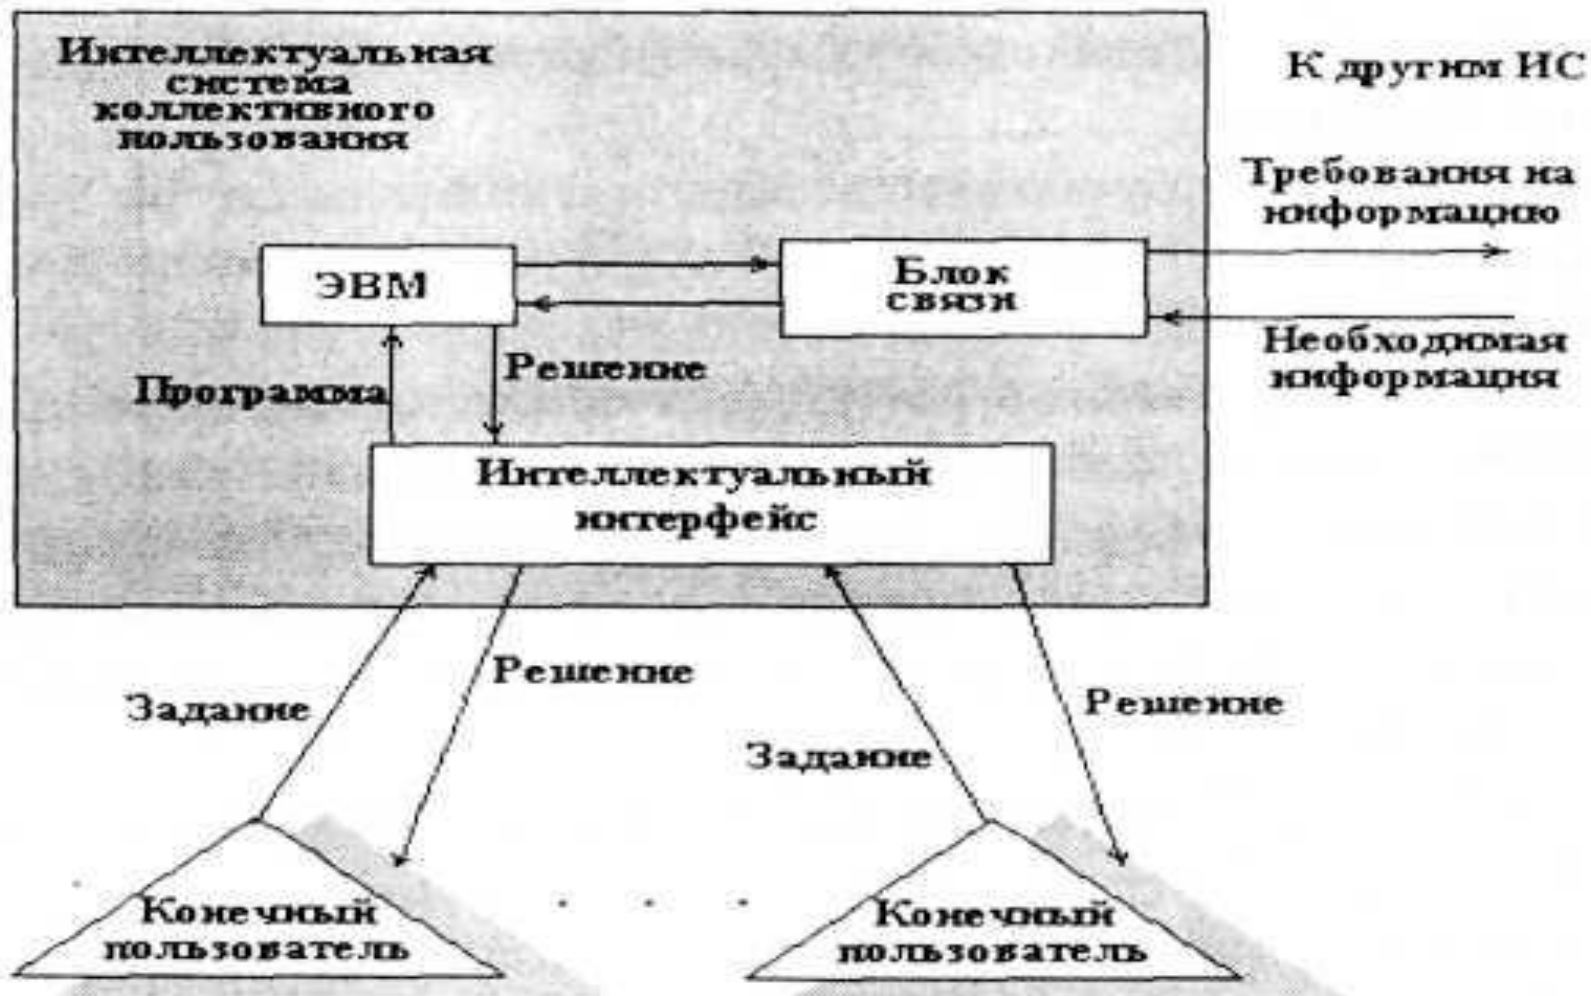 Интеллектуальная
система
коллективного
пользования
К другим ИС
Требования на
информацию
ЭВМ
Блок
связи
Необходимая
информация
Программа
Решение
Интеллектуальный
интерфейс
Задание
Решение
Задание
Решение
Конечный
пользователь
. . .
Конечный
пользователь